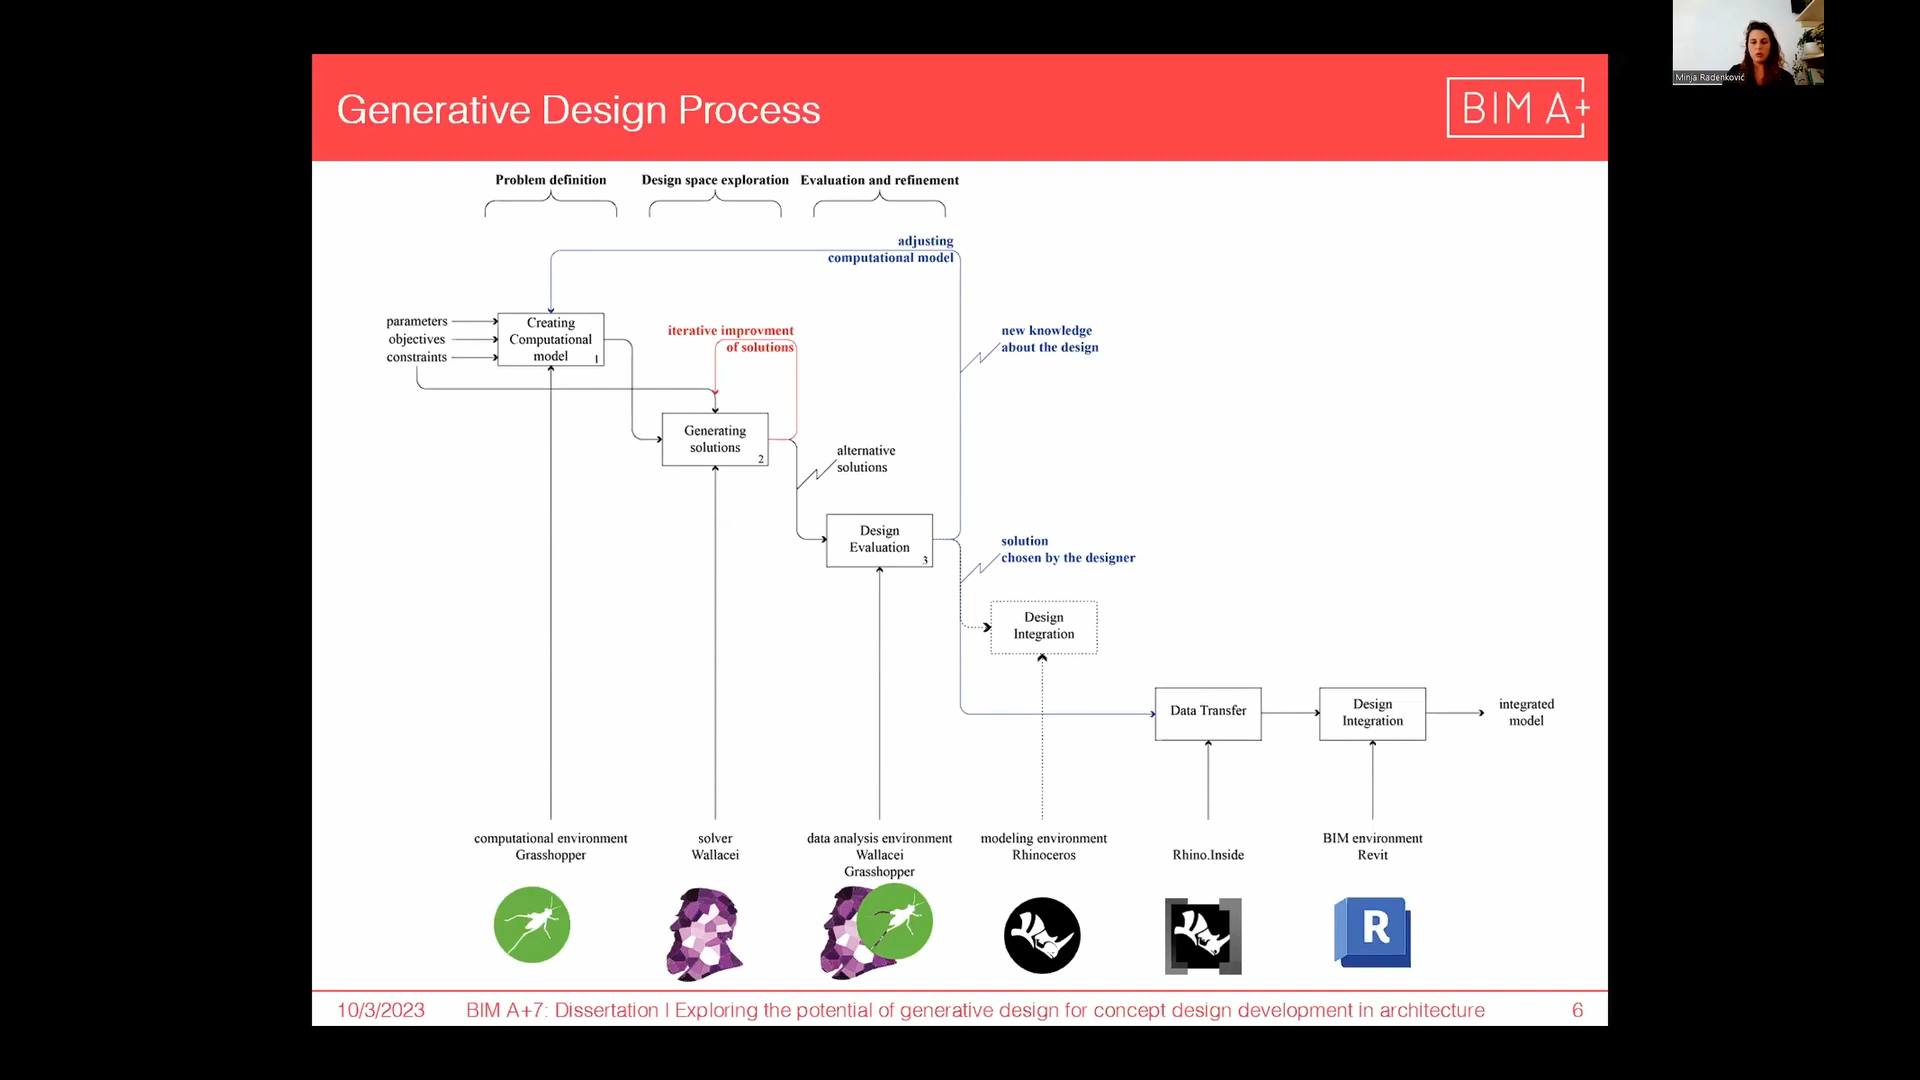 Minja Radenković
Generative Design Process
BIM A+
Problem definition
Design space exploration
Evaluation and refinement
adjusting
computational model
parameters
objectives
constraints
Creating
Computational
model
1
iterative improvment
of solutions
new knowledge
about the design
Generating
solutions
2
alternative
solutions
Design
Evaluation
3
solution
chosen by the designer
Design
Integration
Data Transfer
Design
Integration
integrated
model
computational environment
Grasshopper
solver
Wallacei
data analysis environment
Wallacei
Grasshopper
modeling environment
Rhinoceros
Rhino.Inside
BIM environment
Revit
R
10/3/2023
BIM A+7: Dissertation | Exploring the potential of generative design for concept design development in architecture
6